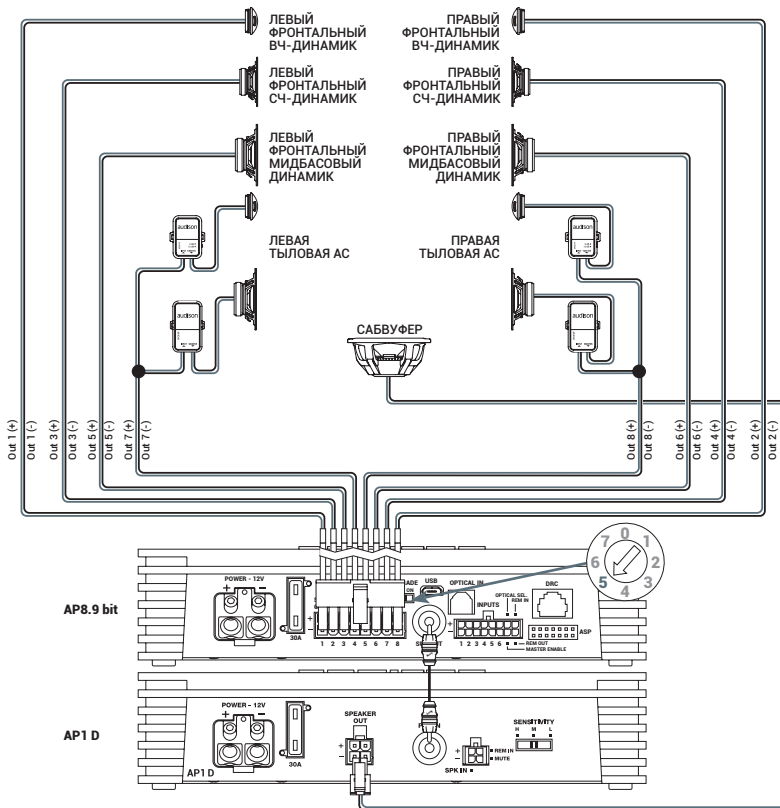 ЛЕВЫЙ
ФРОНТАЛЬНЫЙ
ВЧ-ДИНАМИК
ПРАВЫЙ
ФРОНТАЛЬНЫЙ
ВЧ-ДИНАМИК
ЛЕВЫЙ
ФРОНТАЛЬНЫЙ
СЧ-ДИНАМИК
ПРАВЫЙ
ФРОНТАЛЬНЫЙ
СЧ-ДИНАМИК
ЛЕВЫЙ
ФРОНТАЛЬНЫЙ
МИДБАСОВЫЙ
ДИНАМИК
ПРАВЫЙ
ФРОНТАЛЬНЫЙ
МИДБАСОВЫЙ
ДИНАМИК
audison
audison
ЛЕВАЯ
ТЫЛОВАЯ АС
ПРАВАЯ
ТЫЛОВАЯ АС
audison
audison
САБВУФЕР
Out 1 (+)
Out 1 (-)
Out 3 (+)
Out 3 (-)
Out 5 (+)
Out 5 (-)
Out 7 (+)
Out 7 (-)
Out 8 (+)
Out 8 (-)
Out 6 (+)
Out 6 (-)
Out 4 (+)
Out 4 (-)
Out 2 (+)
Out 2 (-)
7 0 1
6 2
5 4 3
AP8.9 bit
POWER - 12V
+ -
30A
ADE
ON
USB
OPTICAL IN
OPTICAL SEL.
REM IN
DRC
INPUTS
ASP
+
-
1 2 3 4 5 6 7 8
+
-
1 2 3 4 5 6
REM OUT
MASTER ENABLE
AP1 D
POWER - 12V
+ -
30A
AP1 D
SPEAKER
OUT
+
-
SENSITIVITY
H M L
+
-
REM IN
MUTE
SPK IN